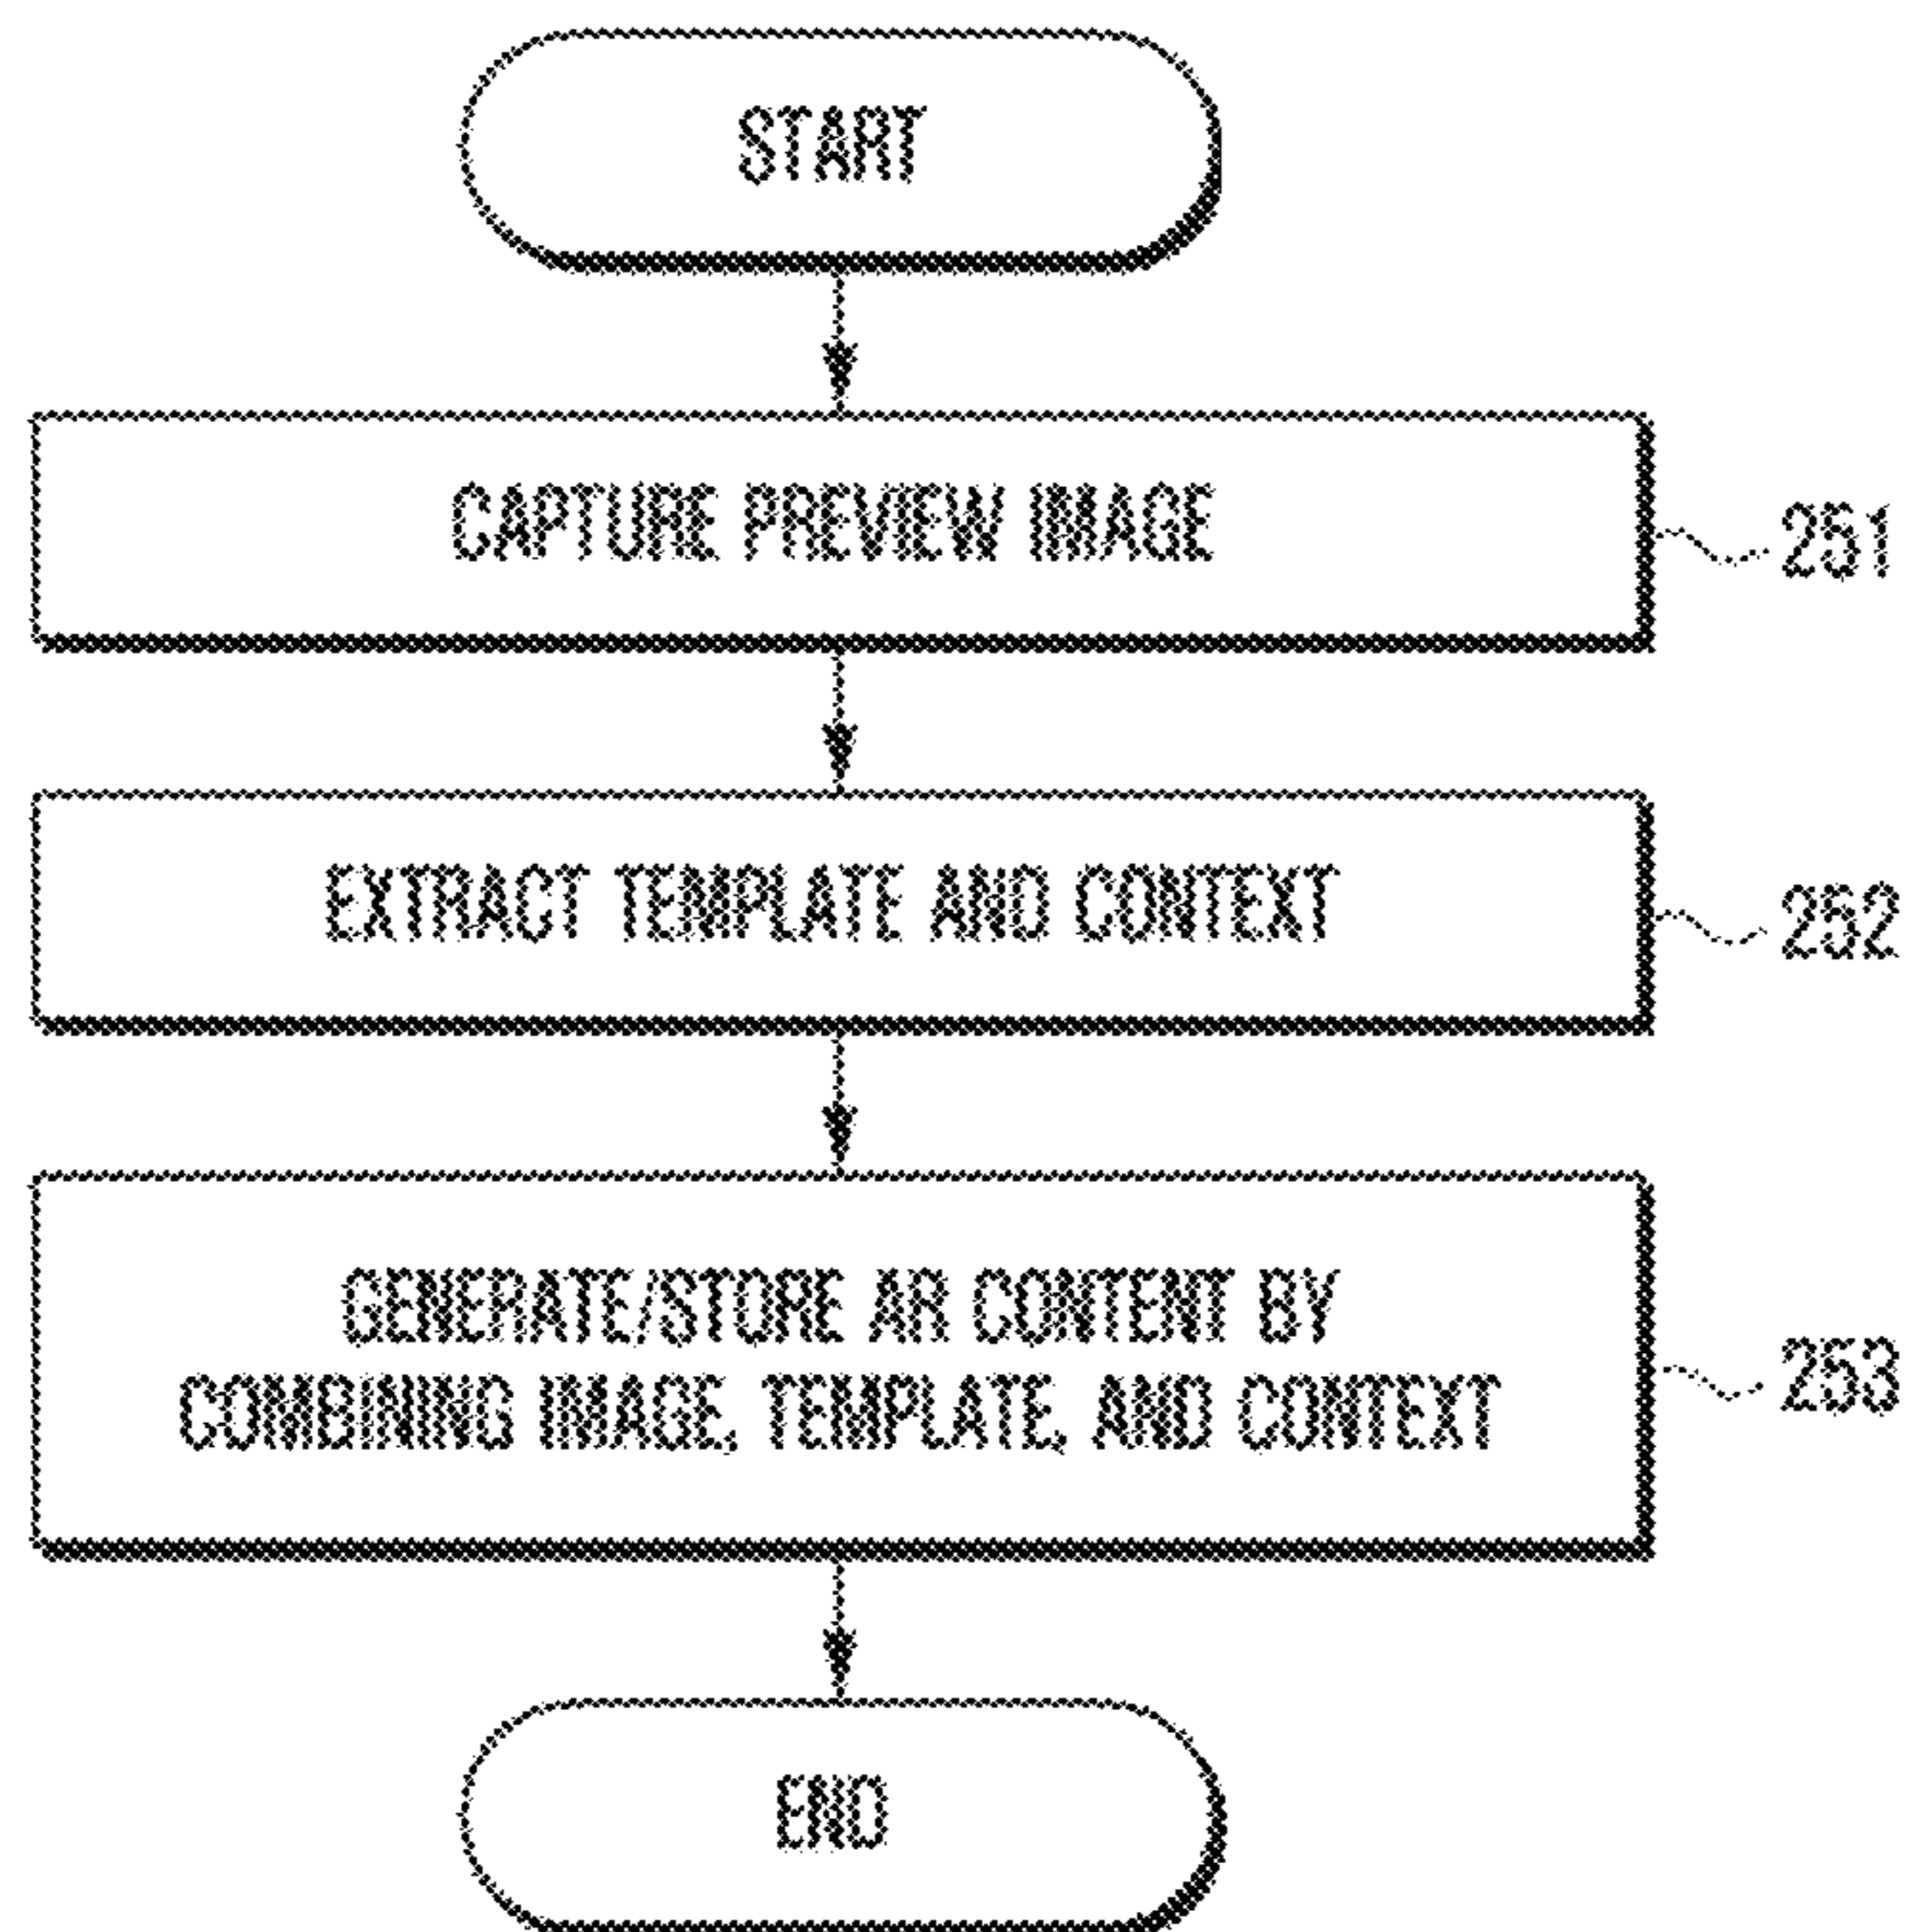 START
CAPTURE PREVIEW IMAGE
251
EXTRACT TEMPLATE AND CONTEXT
252
GENERATE/STORE AR CONTENT BY
COMBINING IMAGE, TEMPLATE, AND CONTEXT
253
END